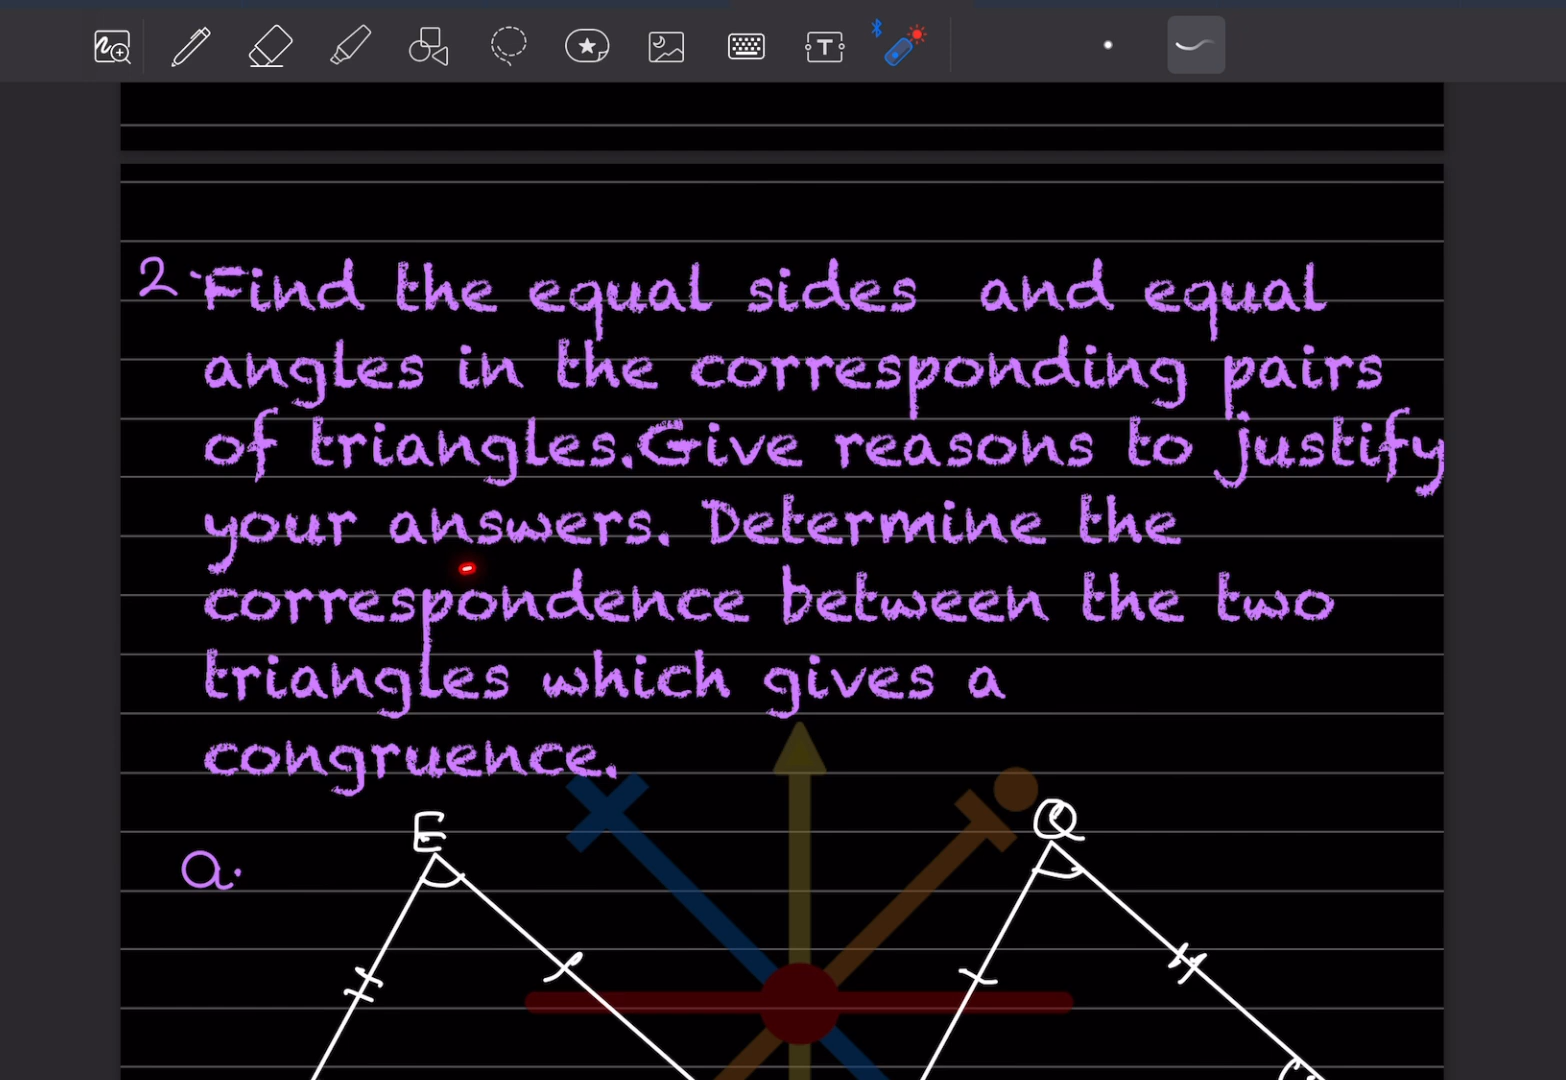 2. Find the equal sides and equal
angles in the corresponding pairs
of triangles. Give reasons to justify
your answers. Determine the
correspondence between the two
triangles which gives a
congruence.
a.
E
Q